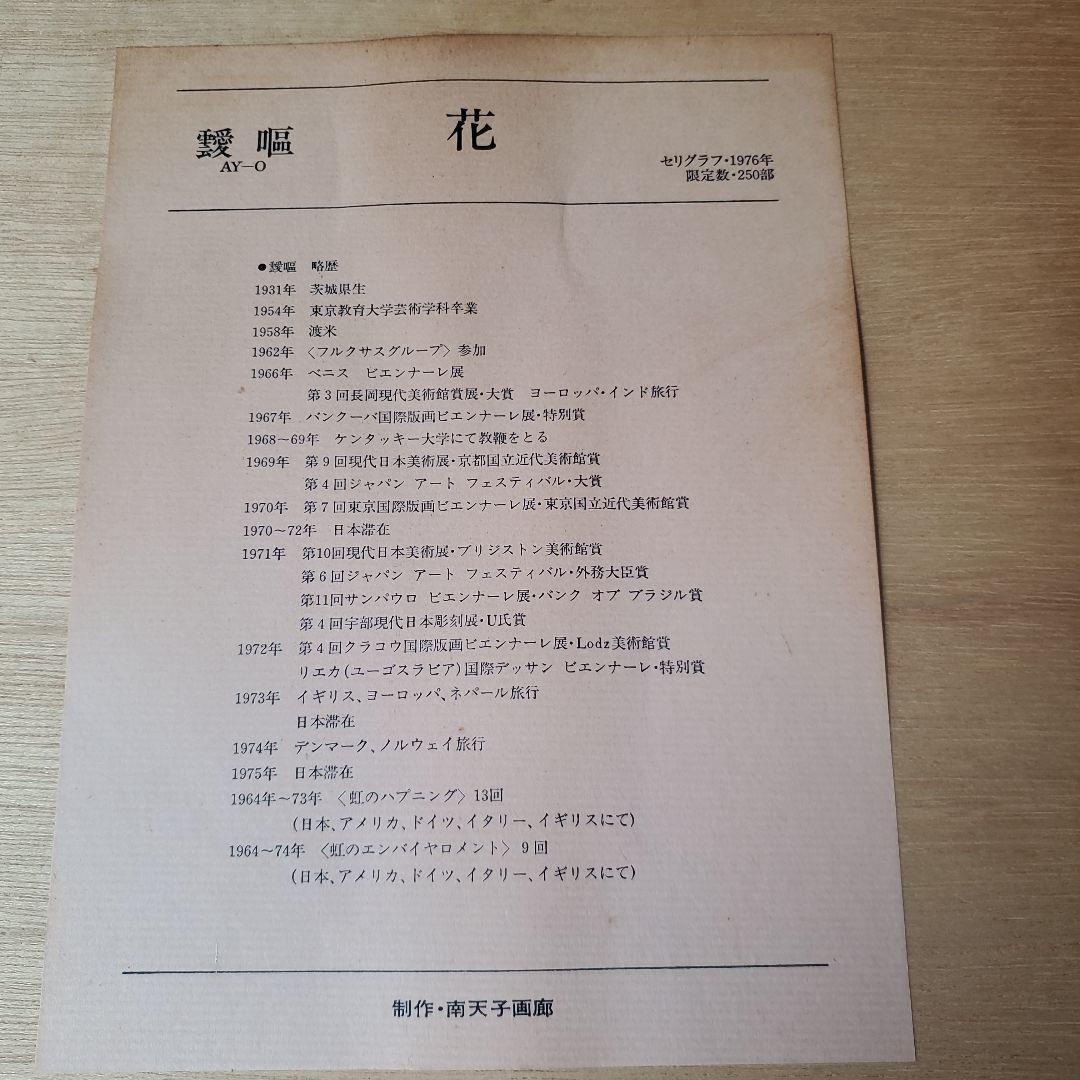 靉嘔
AY-O
花
セリグラフ・1976年
限定数・250部
●靉嘔 略歴
1931年 茨城県生
1954年 東京教育大学芸術学科卒業
1958年 渡米
1962年 〈フルクサスグループ〉参加
1966年 ベニス ビエンナーレ展
第3回長岡現代美術館賞展・大賞 ヨーロッパ・インド旅行
1967年 バンクーバ国際版画ビエンナーレ展・特別賞
1968〜69年 ケンタッキー大学にて教鞭をとる
1969年 第9回現代日本美術展・京都国立近代美術館賞
第4回ジャパン アート フェスティバル・大賞
1970年 第7回東京国際版画ビエンナーレ展・東京国立近代美術館賞
1970〜72年 日本滞在
1971年 第10回現代日本美術展・ブリジストン美術館賞
第6回ジャパン アート フェスティバル・外務大臣賞
第11回サンパウロ ビエンナーレ展・バンク オブ ブラジル賞
第4回宇部現代日本彫刻展・U氏賞
1972年 第4回クラコウ国際版画ビエンナーレ展・Lodz美術館賞
リエカ(ユーゴスラビア)国際デッサン ビエンナーレ・特別賞
1973年 イギリス、ヨーロッパ、ネパール旅行
日本滞在
1974年 デンマーク、ノルウェイ旅行
1975年 日本滞在
1964年〜73年 〈虹のハプニング〉13回
(日本、アメリカ、ドイツ、イタリー、イギリスにて)
1964〜74年 〈虹のエンバイヤロメント〉9回
(日本、アメリカ、ドイツ、イタリー、イギリスにて)
制作・南天子画廊